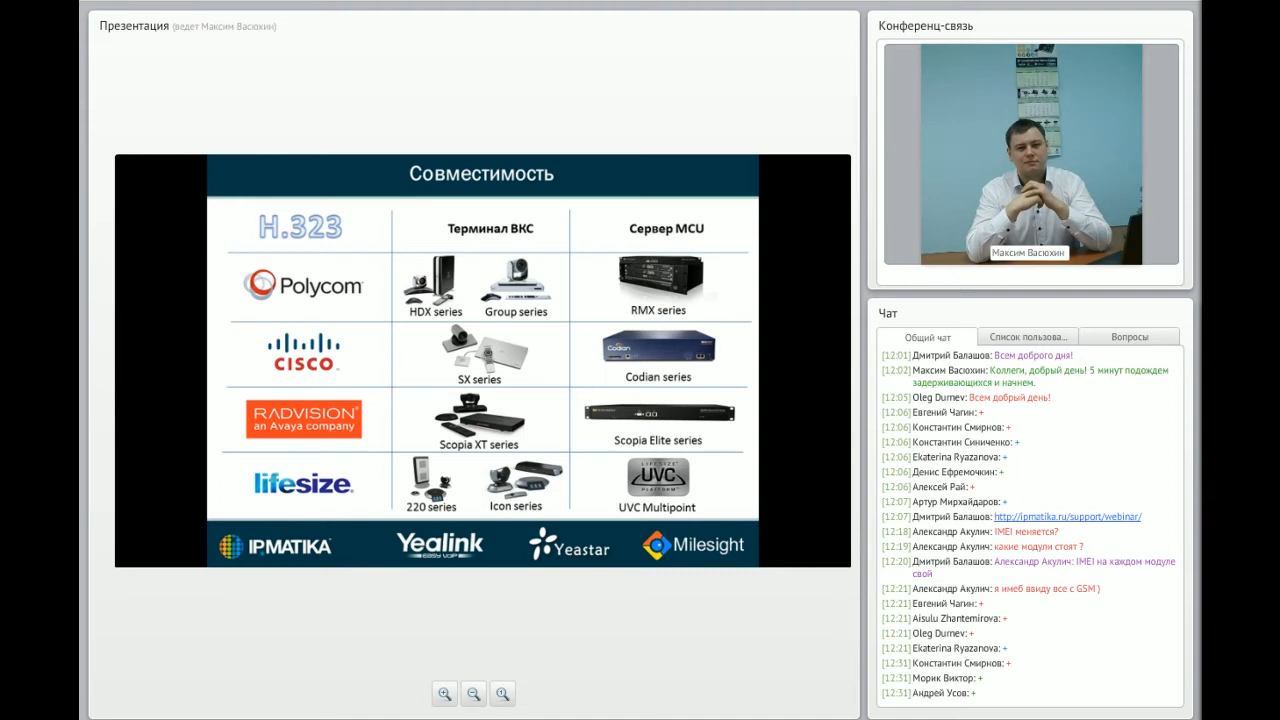 Презентация (ведет Максим Васюхин)
Совместимость
H.323
Терминал ВКС
Сервер MCU
Polycom
HDX series
Group series
RMX series
CISCO
SX series
Codian
Codian series
RADVISION
an Avaya company
Scopia XT series
Scopia Elite series
lifesize
220 series
Icon series
LIFESIZE
UVC
PLATFORM
UVC Multipoint
IPMATIKA
Yealink
EASY VOIP
Yeastar
Milesight
Конференц-связь
Максим Васюхин
Чат
Общий чат
Список пользова...
Вопросы
[12:01] Дмитрий Балашов: Всем доброго дня!
[12:02] Максим Васюхин: Коллеги, добрый день! 5 минут подождем
задерживающихся и начнем.
[12:05] Oleg Durnev: Всем добрый день!
[12:06] Евгений Чагин: +
[12:06] Константин Смирнов: +
[12:06] Константин Синиченко: +
[12:06] Ekaterina Ryazanova: +
[12:06] Денис Ефремочкин: +
[12:06] Алексей Рай: +
[12:07] Артур Мирхайдаров: +
[12:07] Дмитрий Балашов: http://ipmatika.ru/support/webinar/
[12:18] Александр Акулич: IMEI меняется?
[12:19] Александр Акулич: какие модули стоят ?
[12:20] Дмитрий Балашов: Александр Акулич: IMEI на каждом модуле
свой
[12:21] Александр Акулич: я имеб ввиду все с GSM )
[12:21] Евгений Чагин: +
[12:21] Aisulu Zhantemirova: +
[12:21] Oleg Durnev: +
[12:21] Ekaterina Ryazanova: +
[12:31] Константин Смирнов: +
[12:31] Морик Виктор: +
[12:31] Андрей Усов: +